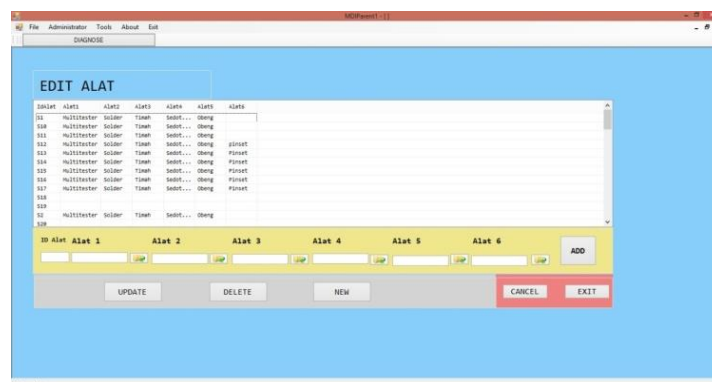 MDIParent1 - [ ]
File Administrator Tools About Exit
DIAGNOSE
EDIT ALAT
IdAlat Alat1 Alat2 Alat3 Alat4 Alat5 Alat6
S1 Multitester Solder Timah Sedot... Obeng
S10 Multitester Solder Timah Sedot... Obeng
S11 Multitester Solder Timah Sedot... Obeng
S12 Multitester Solder Timah Sedot... Obeng pinset
S13 Multitester Solder Timah Sedot... Obeng Pinset
S14 Multitester Solder Timah Sedot... Obeng Pinset
S15 Multitester Solder Timah Sedot... Obeng Pinset
S16 Multitester Solder Timah Sedot... Obeng Pinset
S17 Multitester Solder Timah Sedot... Obeng Pinset
S18
S19
S2 Multitester Solder Timah Sedot... Obeng
S20
ID Alat Alat 1 Alat 2 Alat 3 Alat 4 Alat 5 Alat 6
ADD
UPDATE DELETE NEW CANCEL EXIT